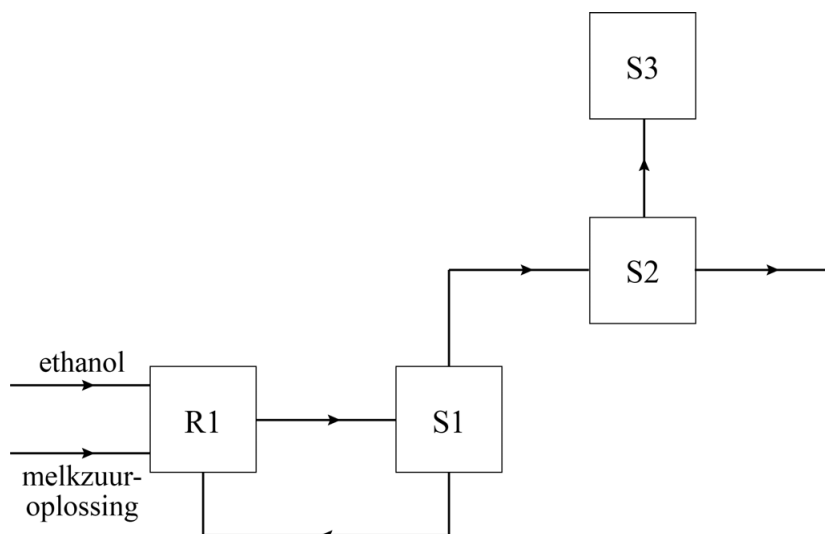 S3
S2
ethanol
R1
S1
melkzuur-
oplossing